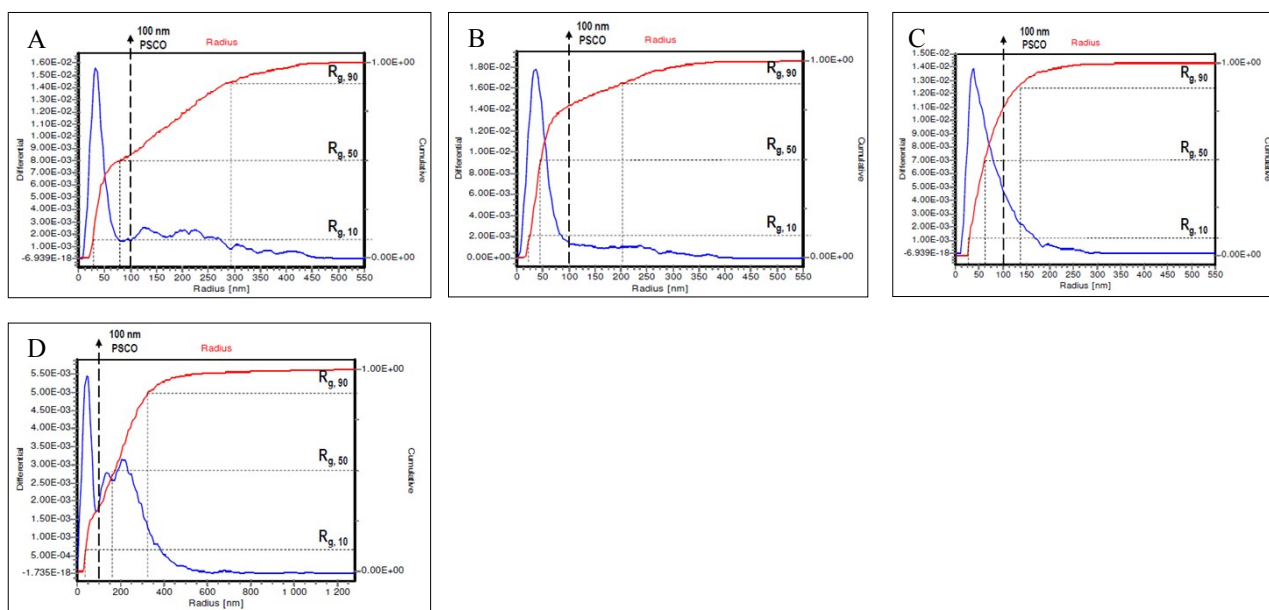 A
100 nm
PSCO
Radius
1.60E-02
1.50E-02
1.40E-02
1.30E-02
1.20E-02
1.10E-02
1.00E-02
9.00E-03
8.00E-03
7.00E-03
6.00E-03
5.00E-03
4.00E-03
3.00E-03
2.00E-03
1.00E-03
-6.939E-18
Differential
Rg, 90
Rg, 50
Rg, 10
1.00E+00
0.00E+00
Cumulative
0 50 100 150 200 250 300 350 400 450 500 550
Radius [nm]
B
100 nm
PSCO
Radius
1.80E-02
1.60E-02
1.40E-02
1.20E-02
1.00E-02
8.00E-03
6.00E-03
4.00E-03
2.00E-03
0.00E+00
Differential
Rg, 90
Rg, 50
Rg, 10
1.00E+00
0.00E+00
Cumulative
0 50 100 150 200 250 300 350 400 450 500 550
Radius [nm]
C
100 nm
PSCO
Radius
1.50E-02
1.40E-02
1.30E-02
1.20E-02
1.10E-02
1.00E-02
9.00E-03
8.00E-03
7.00E-03
6.00E-03
5.00E-03
4.00E-03
3.00E-03
2.00E-03
1.00E-03
-6.939E-18
Differential
Rg, 90
Rg, 50
Rg, 10
1.00E+00
0.00E+00
Cumulative
0 50 100 150 200 250 300 350 400 450 500 550
Radius [nm]
D
100 nm
PSCO
Radius
5.50E-03
5.00E-03
4.50E-03
4.00E-03
3.50E-03
3.00E-03
2.50E-03
2.00E-03
1.50E-03
5.00E-04
-1.735E-18
Differential
Rg, 90
Rg, 50
Rg, 10
1.00E+00
0.00E+00
Cumulative
0 200 400 600 800 1 000 1 200
Radius [nm]